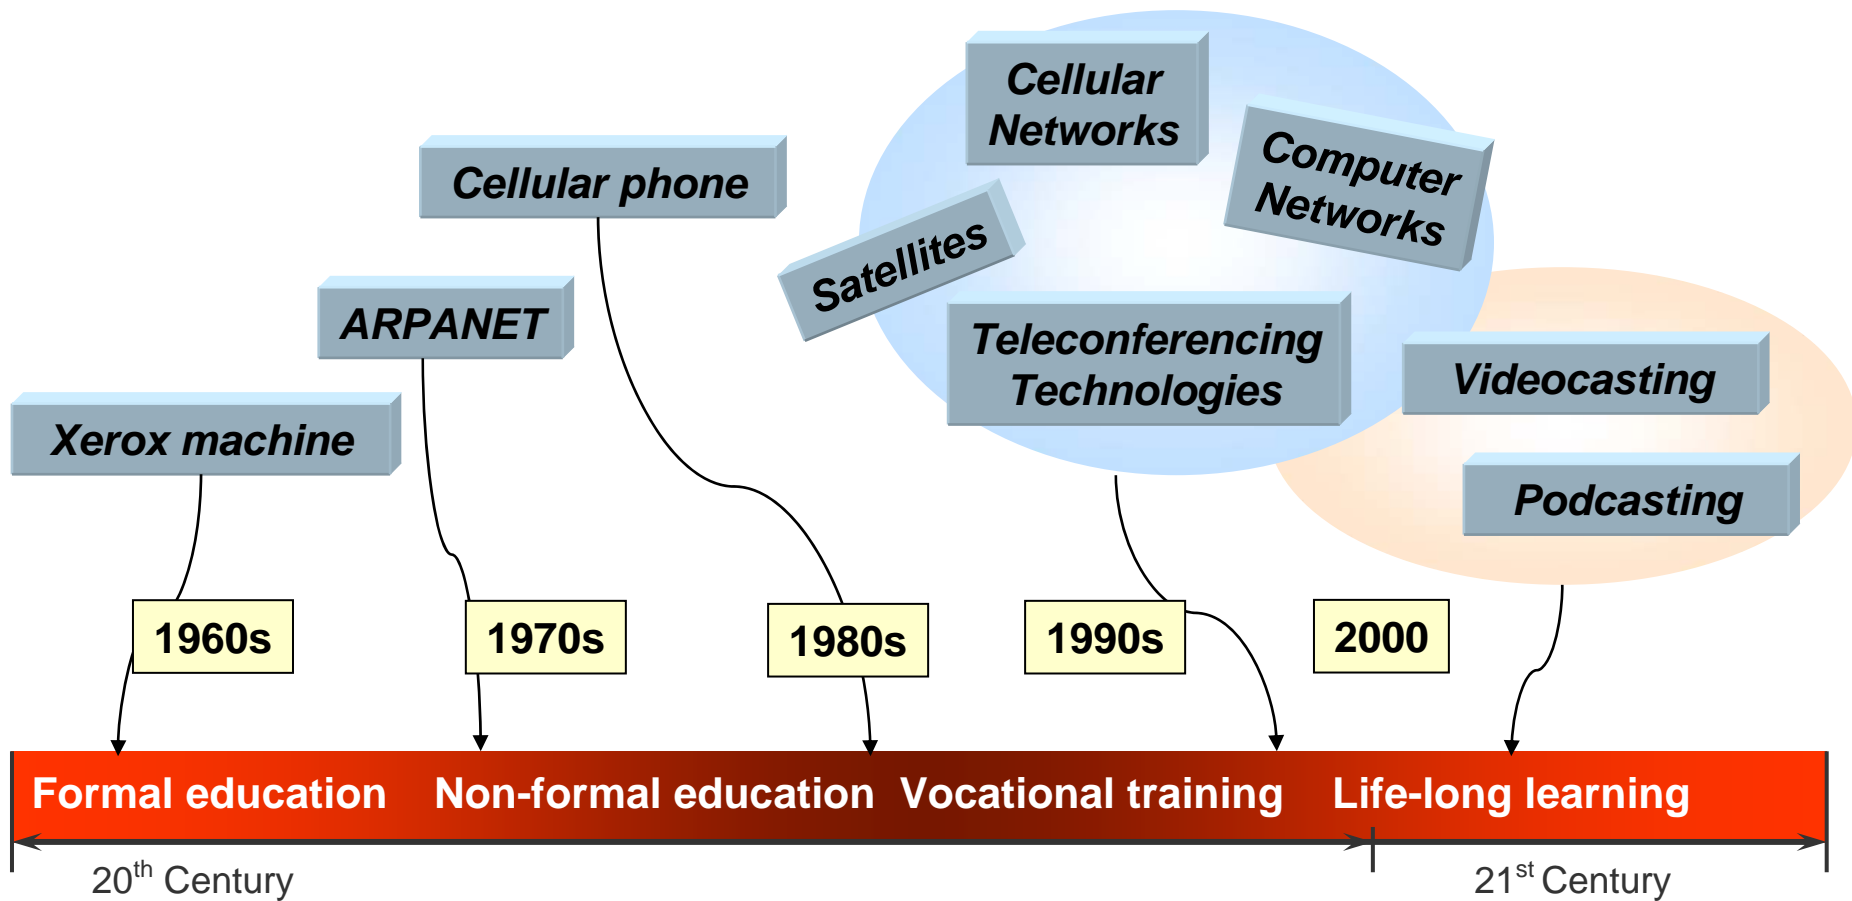 Cellular
Networks
Computer
Networks
Cellular phone
Satellites
ARPANET
Teleconferencing
Technologies
Videocasting
Xerox machine
Podcasting
1960s
1970s
1980s
1990s
2000
Formal education Non-formal education Vocational training Life-long learning
20th Century
21st Century